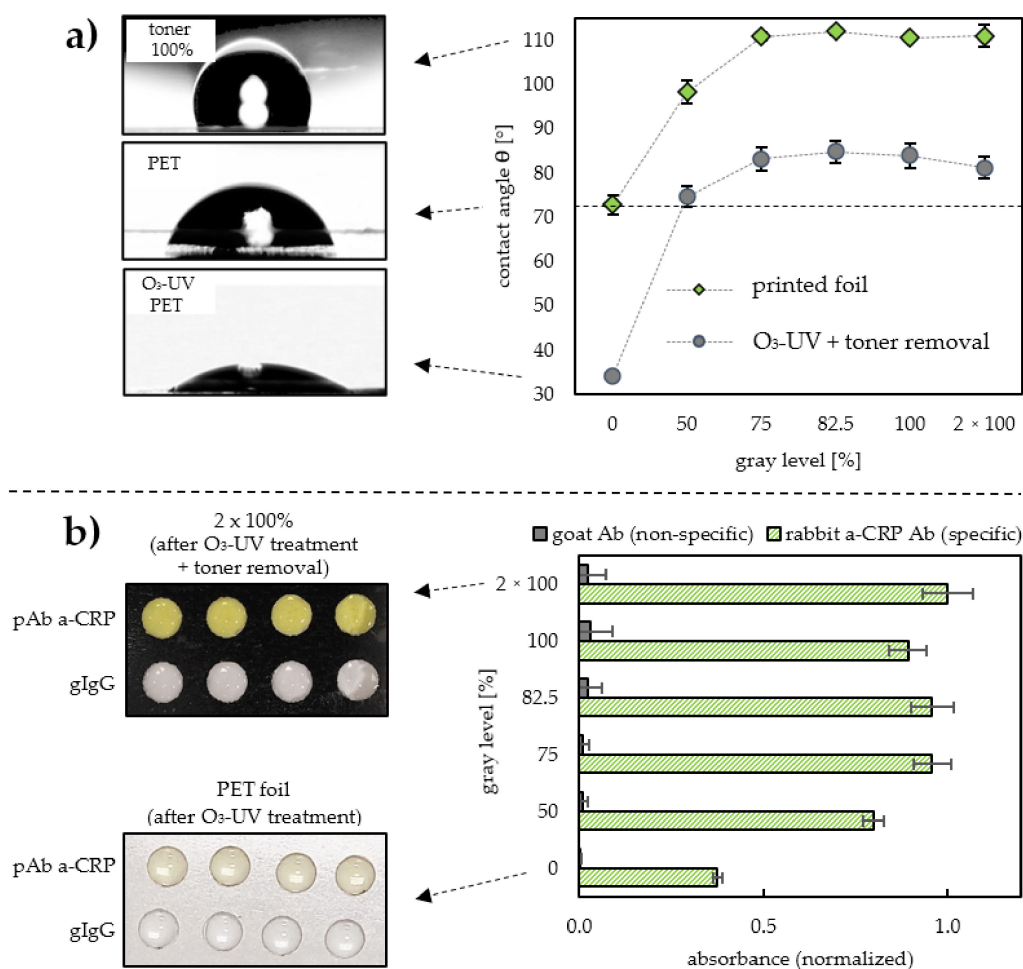 a)
toner
100%
PET
O₃-UV
PET
contact angle θ [°]
110
100
90
80
70
60
50
40
30
printed foil
O₃-UV + toner removal
0 50 75 82.5 100 2 × 100
gray level [%]
b)
2 x 100%
(after O₃-UV treatment
+ toner removal)
pAb a-CRP
gIgG
PET foil
(after O₃-UV treatment)
pAb a-CRP
gIgG
goat Ab (non-specific) rabbit a-CRP Ab (specific)
gray level [%]
2 × 100
100
82.5
75
50
0
0.0 0.5 1.0
absorbance (normalized)